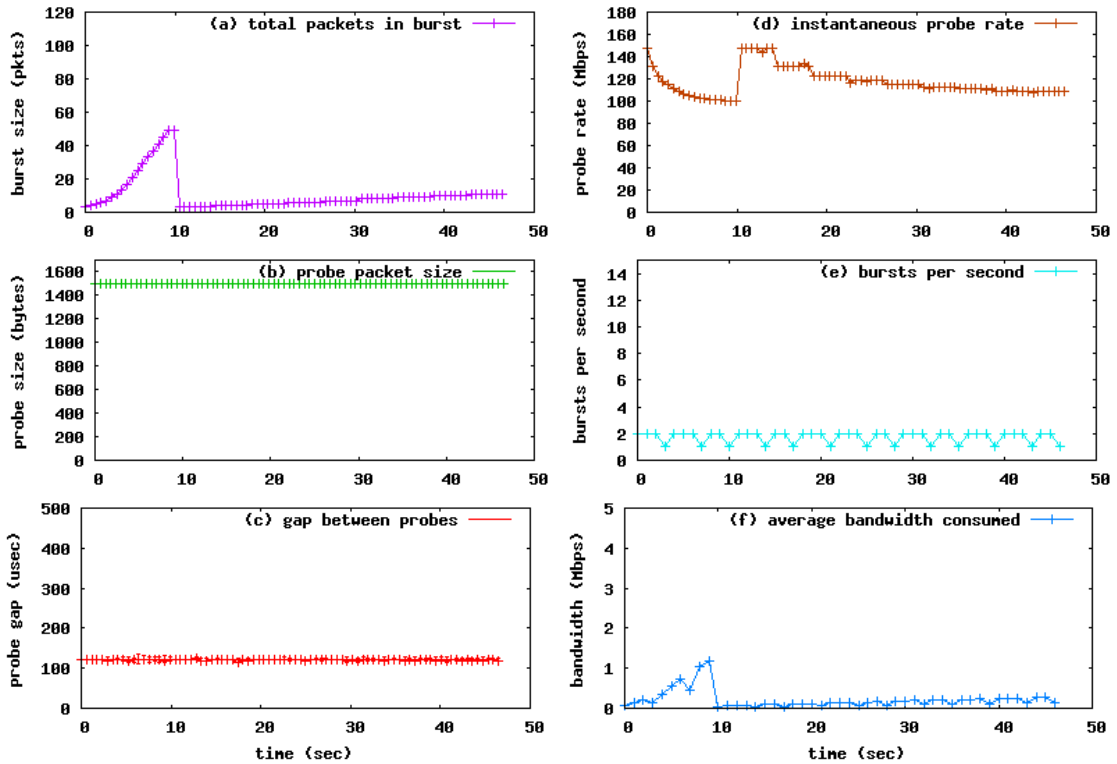 (a) total packets in burst
burst size (pkts)
120
100
80
60
40
20
0
0 10 20 30 40 50
(d) instantaneous probe rate
probe rate (Mbps)
180
160
140
120
100
80
60
40
20
0
0 10 20 30 40 50
(b) probe packet size
probe size (bytes)
1600
1400
1200
1000
800
600
400
200
0
0 10 20 30 40 50
(e) bursts per second
bursts per second
14
12
10
8
6
4
2
0
0 10 20 30 40 50
(c) gap between probes
probe gap (usec)
500
400
300
200
100
0
0 10 20 30 40 50
time (sec)
(f) average bandwidth consumed
bandwidth (Mbps)
5
4
3
2
1
0
0 10 20 30 40 50
time (sec)